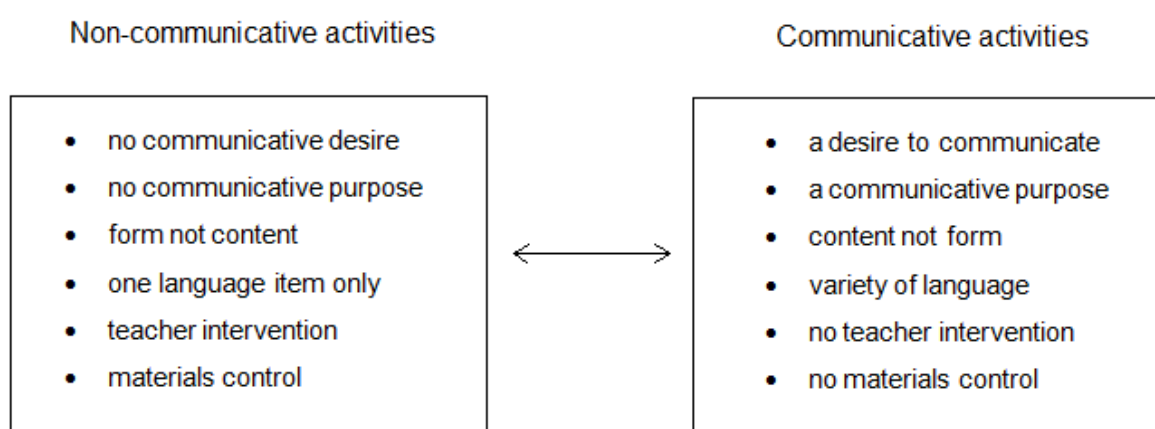 Non-communicative activities
• no communicative desire
• no communicative purpose
• form not content
• one language item only
• teacher intervention
• materials control
Communicative activities
• a desire to communicate
• a communicative purpose
• content not form
• variety of language
• no teacher intervention
• no materials control